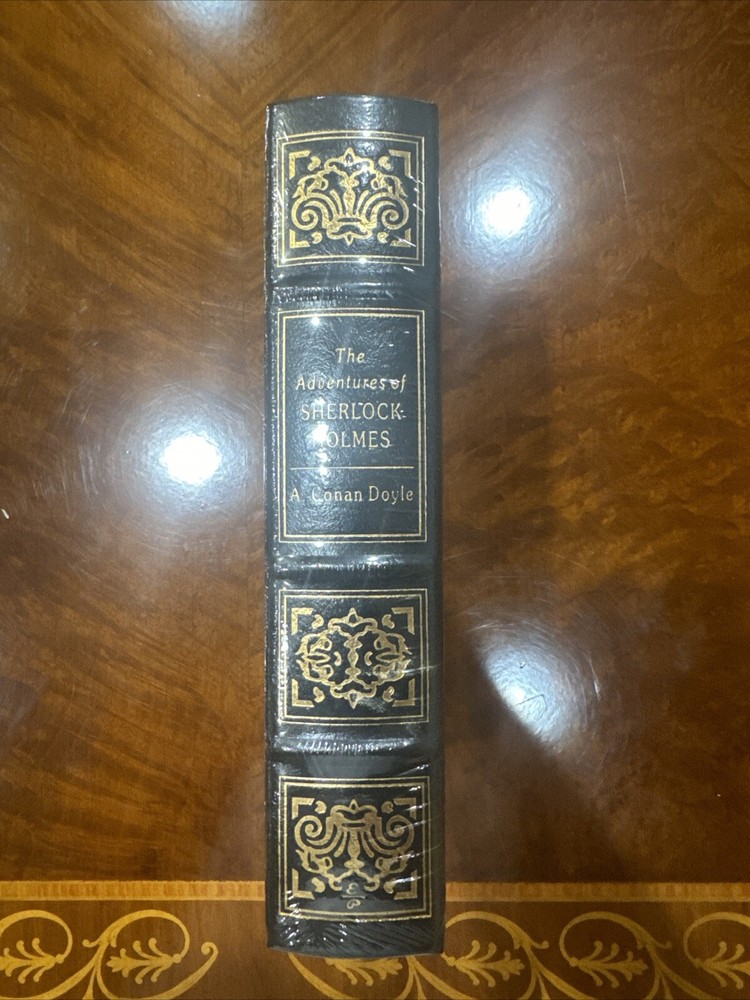 The
Adventures of
SHERLOCK
HOLMES
A. Conan Doyle
E
P